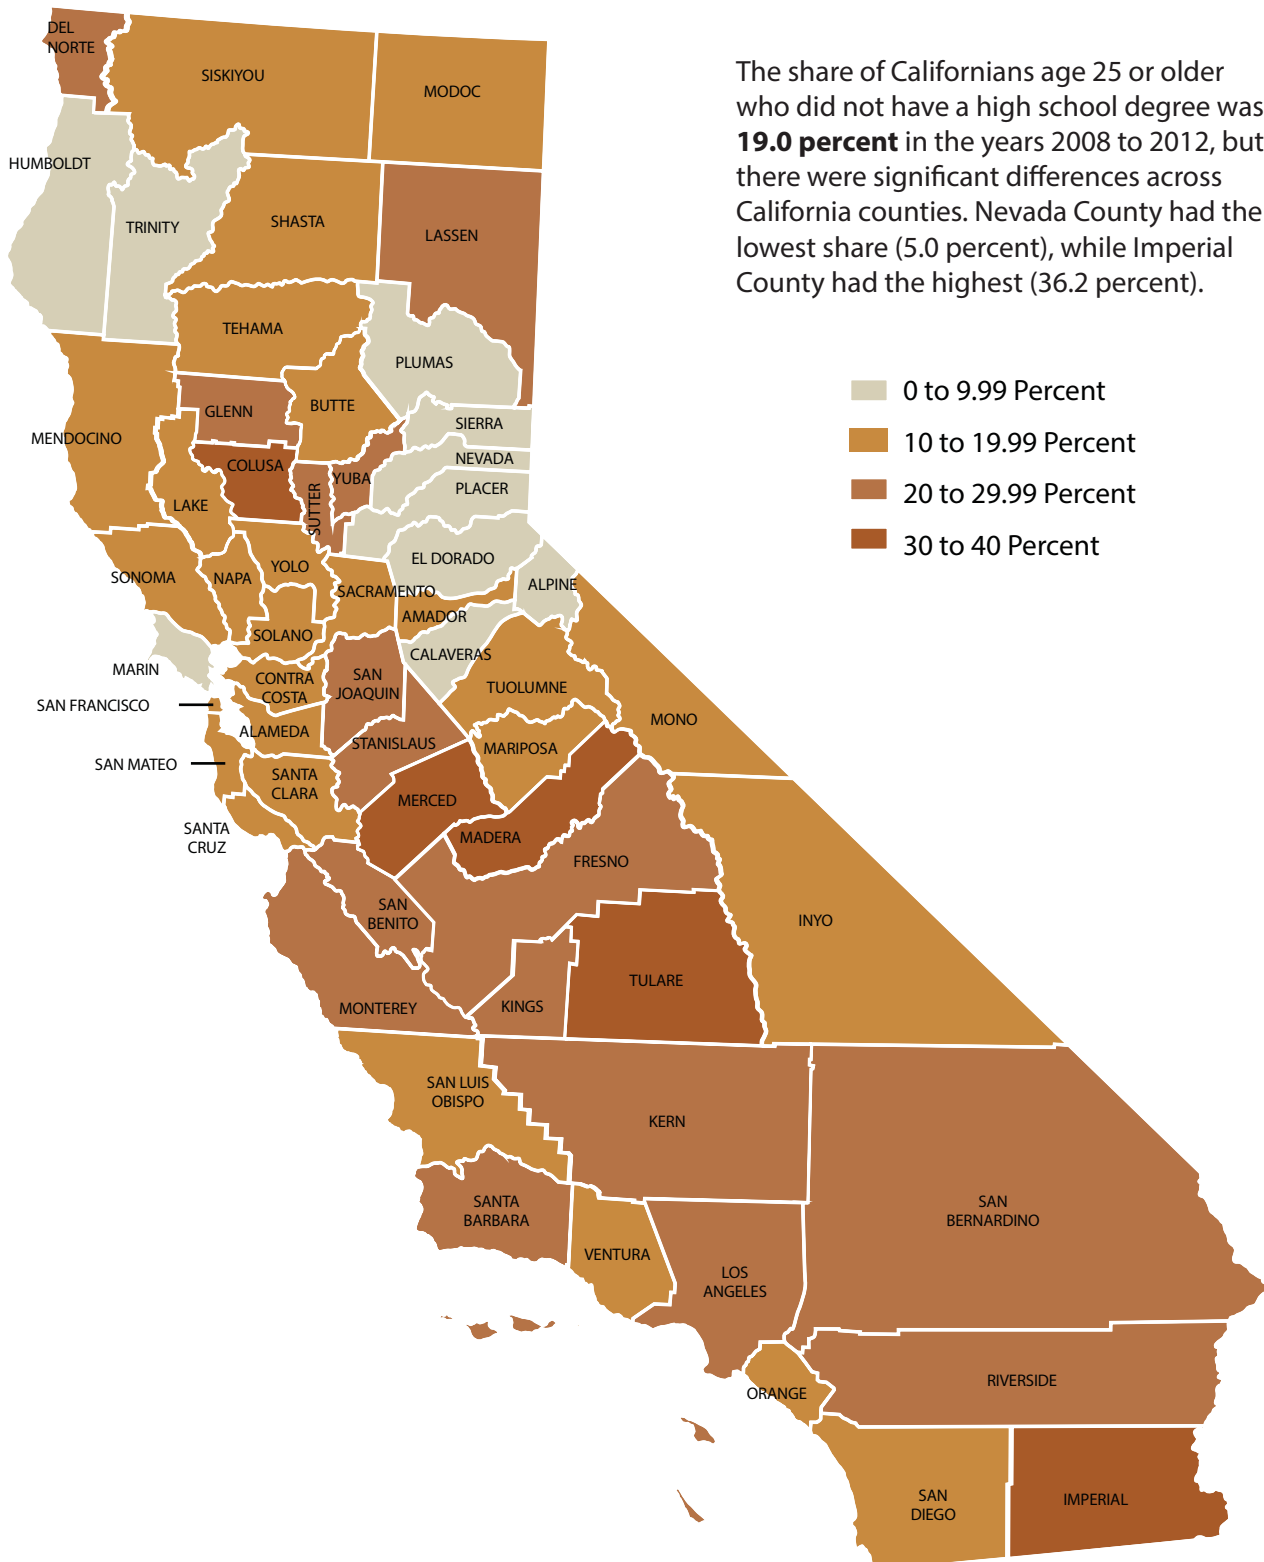 DEL
NORTE
SISKIYOU
MODOC
The share of Californians age 25 or older
who did not have a high school degree was
19.0 percent in the years 2008 to 2012, but
there were significant differences across
California counties. Nevada County had the
lowest share (5.0 percent), while Imperial
County had the highest (36.2 percent).
HUMBOLDT
TRINITY
SHASTA
LASSEN
TEHAMA
PLUMAS
0 to 9.99 Percent
10 to 19.99 Percent
20 to 29.99 Percent
30 to 40 Percent
GLENN
BUTTE
SIERRA
MENDOCINO
COLUSA
NEVADA
YUBA
PLACER
LAKE
SUTTER
EL DORADO
YOLO
SONOMA
NAPA
ALPINE
SACRAMENTO
AMADOR
SOLANO
CALAVERAS
MARIN
CONTRA
COSTA
SAN
JOAQUIN
TUOLUMNE
SAN FRANCISCO
MONO
ALAMEDA
STANISLAUS
MARIPOSA
SAN MATEO
SANTA
CLARA
MERCED
SANTA
CRUZ
MADERA
FRESNO
SAN
BENITO
INYO
TULARE
MONTEREY
KINGS
SAN LUIS
OBISPO
KERN
SANTA
BARBARA
SAN
BERNARDINO
VENTURA
LOS
ANGELES
RIVERSIDE
ORANGE
SAN
DIEGO
IMPERIAL